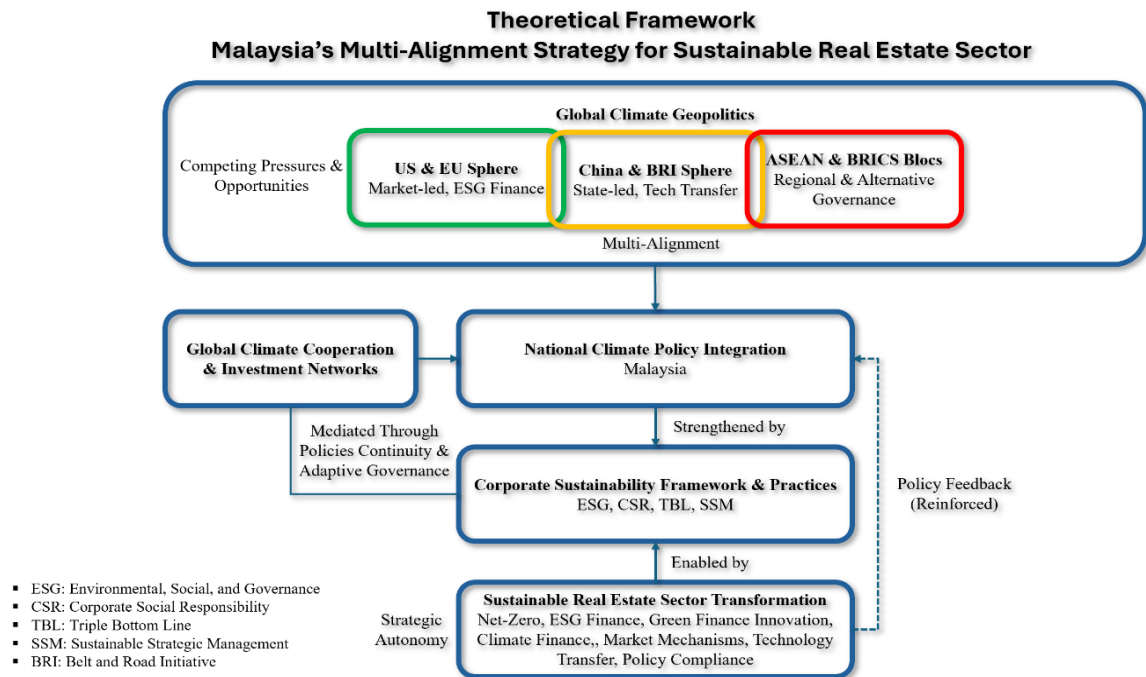 Theoretical Framework
Malaysia's Multi-Alignment Strategy for Sustainable Real Estate Sector
Global Climate Geopolitics
Competing Pressures &
Opportunities
US & EU Sphere
Market-led, ESG Finance
China & BRI Sphere
State-led, Tech Transfer
ASEAN & BRICS Blocs
Regional & Alternative
Governance
Multi-Alignment
Global Climate Cooperation
& Investment Networks
National Climate Policy Integration
Malaysia
Mediated Through
Policies Continuity &
Adaptive Governance
Strengthened by
Corporate Sustainability Framework & Practices
ESG, CSR, TBL, SSM
Policy Feedback
(Reinforced)
Enabled by
Strategic
Autonomy
Sustainable Real Estate Sector Transformation
Net-Zero, ESG Finance, Green Finance Innovation,
Climate Finance,, Market Mechanisms, Technology
Transfer, Policy Compliance
▪ ESG: Environmental, Social, and Governance
▪ CSR: Corporate Social Responsibility
▪ TBL: Triple Bottom Line
▪ SSM: Sustainable Strategic Management
▪ BRI: Belt and Road Initiative